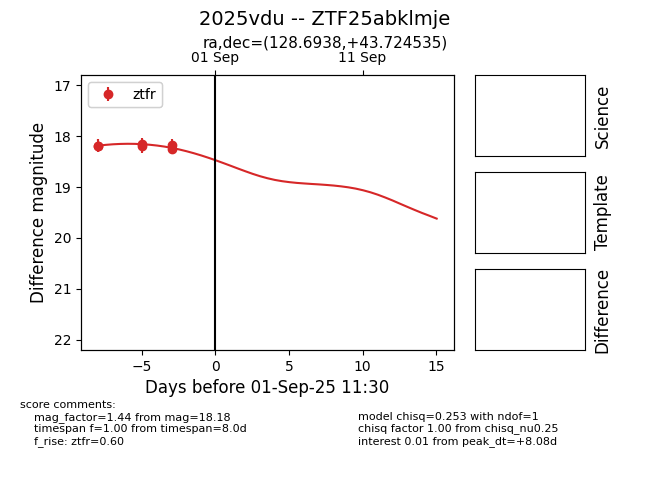 2025vdu -- ZTF25abklmje
ra,dec=(128.6938,+43.724535)
01 Sep
11 Sep
ztfr
17
18
19
20
21
22
Difference magnitude
−5
0
5
10
15
Days before 01-Sep-25 11:30
Science
Template
Difference
score comments:
mag_factor=1.44 from mag=18.18
timespan f=1.00 from timespan=8.0d
f_rise: ztfr=0.60
model chisq=0.253 with ndof=1
chisq factor 1.00 from chisq_nu0.25
interest 0.01 from peak_dt=+8.08d